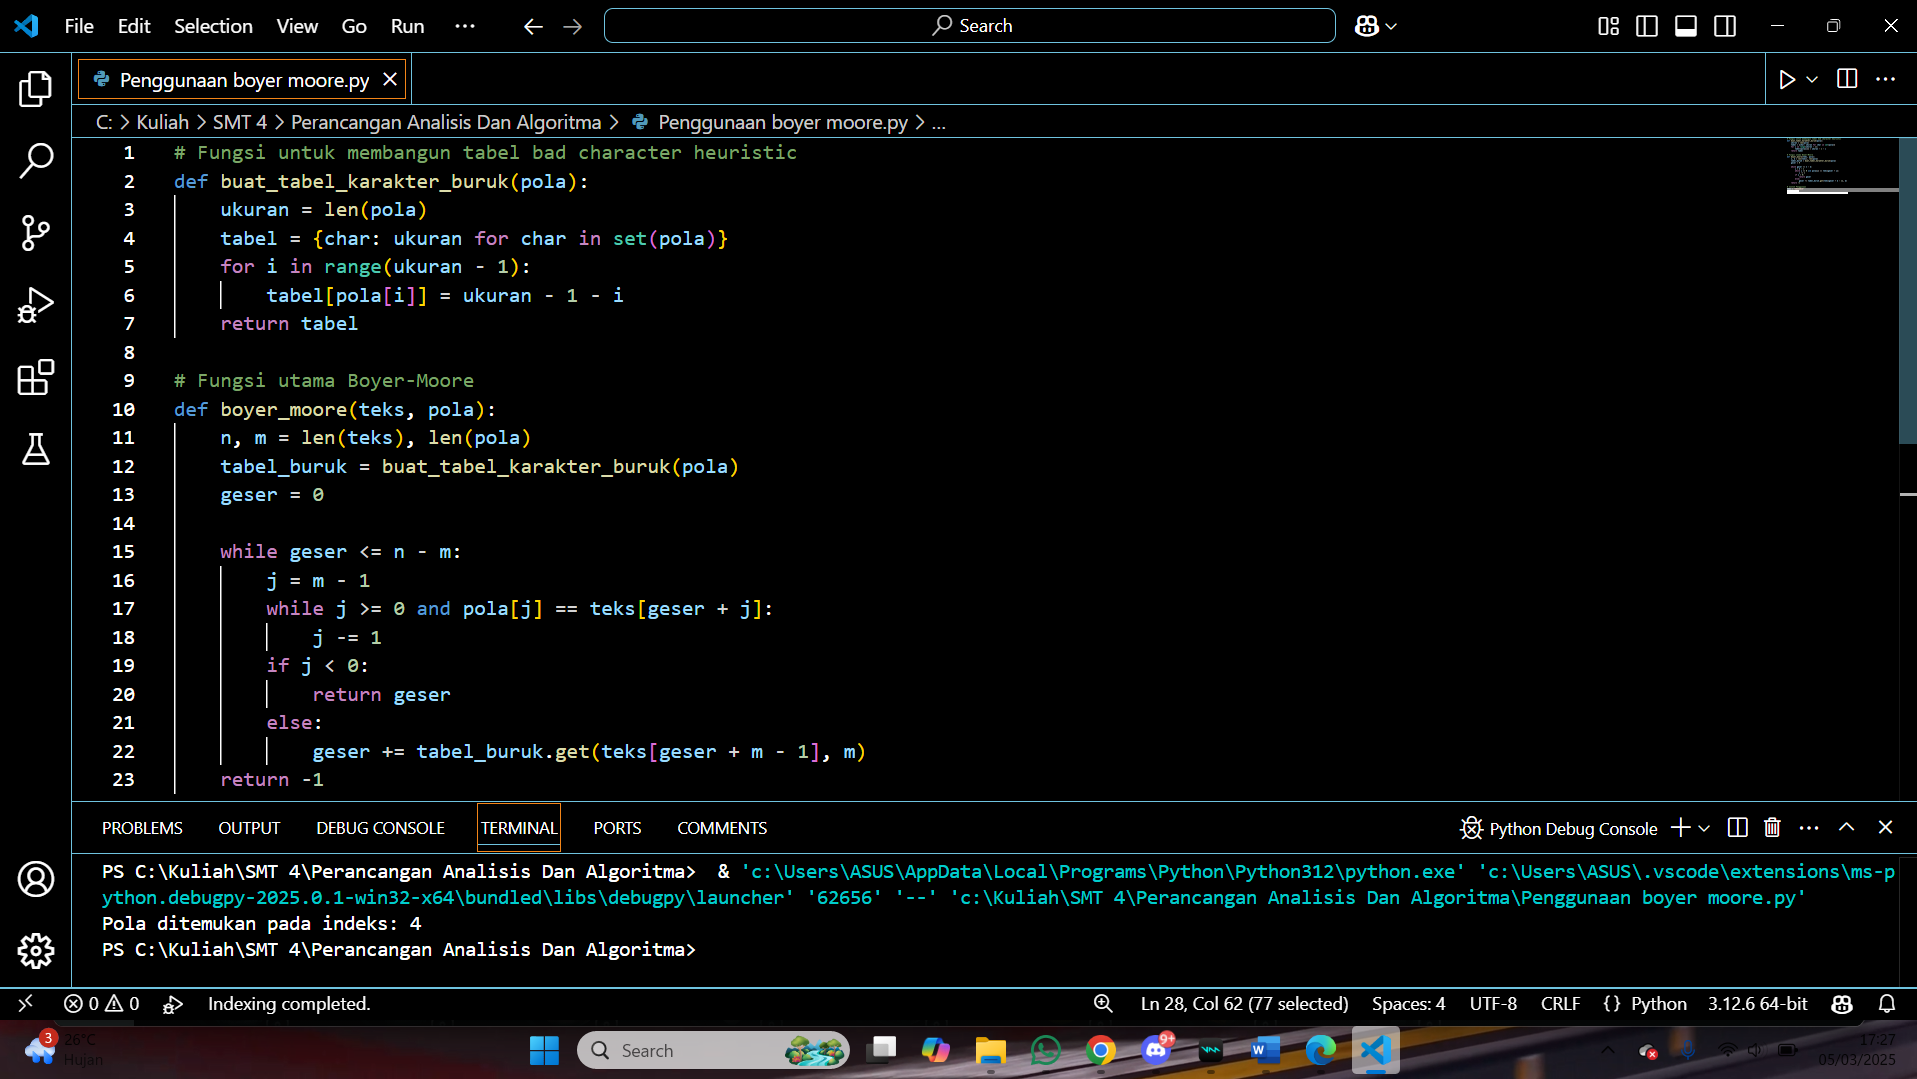 File Edit Selection View Go Run ··· Search
Penggunaan boyer moore.py
C: > Kuliah > SMT 4 > Perancangan Analisis Dan Algoritma > Penggunaan boyer moore.py > ...
1 # Fungsi untuk membangun tabel bad character heuristic
2 def buat_tabel_karakter_buruk(pola):
3 ukuran = len(pola)
4 tabel = {char: ukuran for char in set(pola)}
5 for i in range(ukuran - 1):
6 tabel[pola[i]] = ukuran - 1 - i
7 return tabel
8
9 # Fungsi utama Boyer-Moore
10 def boyer_moore(teks, pola):
11 n, m = len(teks), len(pola)
12 tabel_buruk = buat_tabel_karakter_buruk(pola)
13 geser = 0
14
15 while geser <= n - m:
16 j = m - 1
17 while j >= 0 and pola[j] == teks[geser + j]:
18 j -= 1
19 if j < 0:
20 return geser
21 else:
22 geser += tabel_buruk.get(teks[geser + m - 1], m)
23 return -1
PROBLEMS OUTPUT DEBUG CONSOLE TERMINAL PORTS COMMENTS Python Debug Console
PS C:\Kuliah\SMT 4\Perancangan Analisis Dan Algoritma> & 'c:\Users\ASUS\AppData\Local\Programs\Python\Python312\python.exe' 'c:\Users\ASUS\.vscode\extensions\ms-p
ython.debugpy-2025.0.1-win32-x64\bundled\libs\debugpy\launcher' '62656' '--' 'c:\Kuliah\SMT 4\Perancangan Analisis Dan Algoritma\Penggunaan boyer moore.py'
Pola ditemukan pada indeks: 4
PS C:\Kuliah\SMT 4\Perancangan Analisis Dan Algoritma>
0 0 Indexing completed. Ln 28, Col 62 (77 selected) Spaces: 4 UTF-8 CRLF {} Python 3.12.6 64-bit
3 26°C
Hujan
Search
9+
17:27
05/03/2025